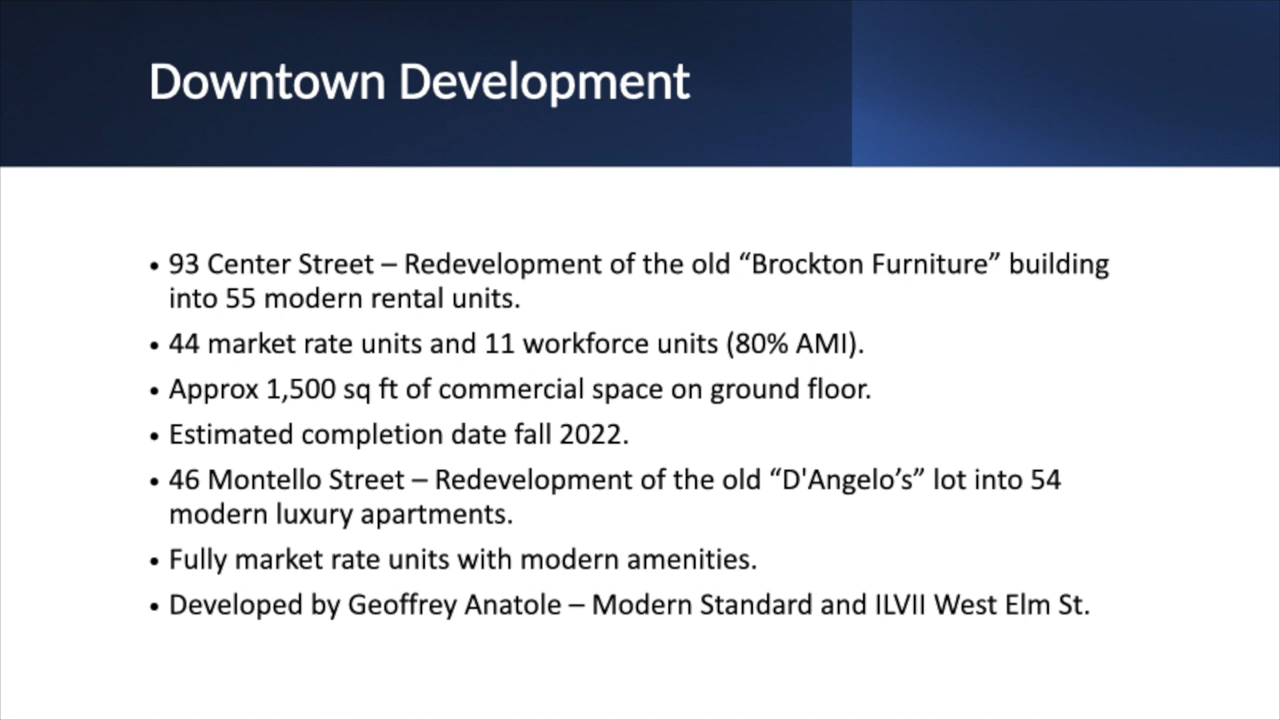 Downtown Development
• 93 Center Street – Redevelopment of the old “Brockton Furniture” building
into 55 modern rental units.
• 44 market rate units and 11 workforce units (80% AMI).
• Approx 1,500 sq ft of commercial space on ground floor.
• Estimated completion date fall 2022.
• 46 Montello Street – Redevelopment of the old “D'Angelo’s” lot into 54
modern luxury apartments.
• Fully market rate units with modern amenities.
• Developed by Geoffrey Anatole – Modern Standard and ILVII West Elm St.